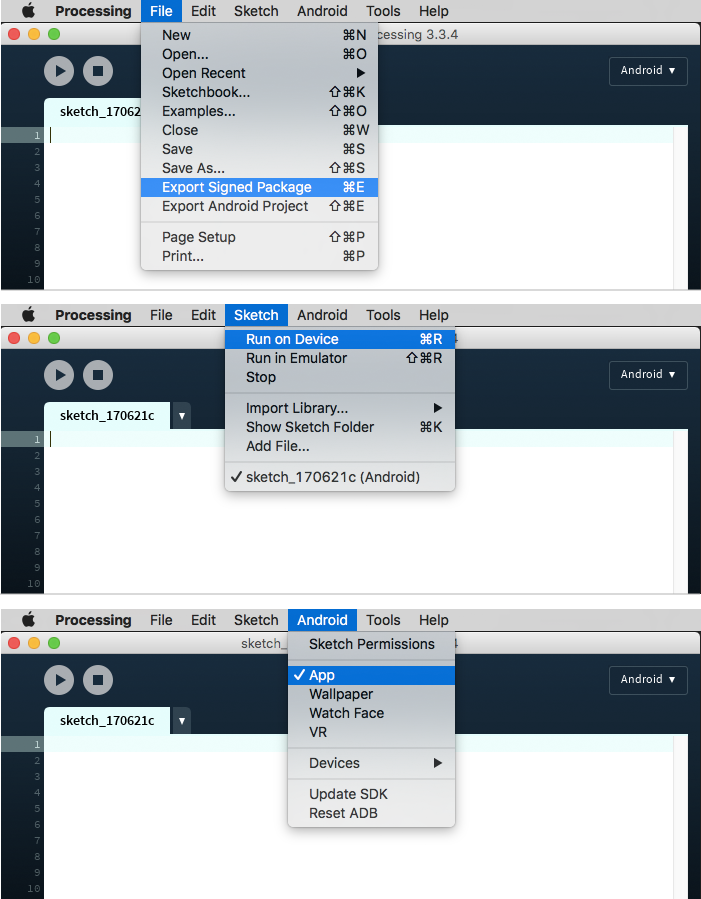 Processing File Edit Sketch Android Tools Help
cessing 3.3.4
New ⌘N
Open... ⌘O
Open Recent ▶
Sketchbook... ⇧⌘K
Examples... ⇧⌘O
Close ⌘W
Save ⌘S
Save As... ⇧⌘S
Export Signed Package ⌘E
Export Android Project ⇧⌘E
Page Setup ⇧⌘P
Print... ⌘P
Android ▼
sketch_17062
1
2
3
4
5
6
7
8
9
10
Processing File Edit Sketch Android Tools Help
4
Run on Device ⌘R
Run in Emulator ⇧⌘R
Stop
Import Library... ▶
Show Sketch Folder ⌘K
Add File...
✓ sketch_170621c (Android)
Android ▼
sketch_170621c ▼
1
2
3
4
5
6
7
8
9
10
Processing File Edit Sketch Android Tools Help
sketch_ 4
Sketch Permissions
✓ App
Wallpaper
Watch Face
VR
Devices ▶
Update SDK
Reset ADB
Android ▼
sketch_170621c ▼
1
2
3
4
5
6
7
8
9
10